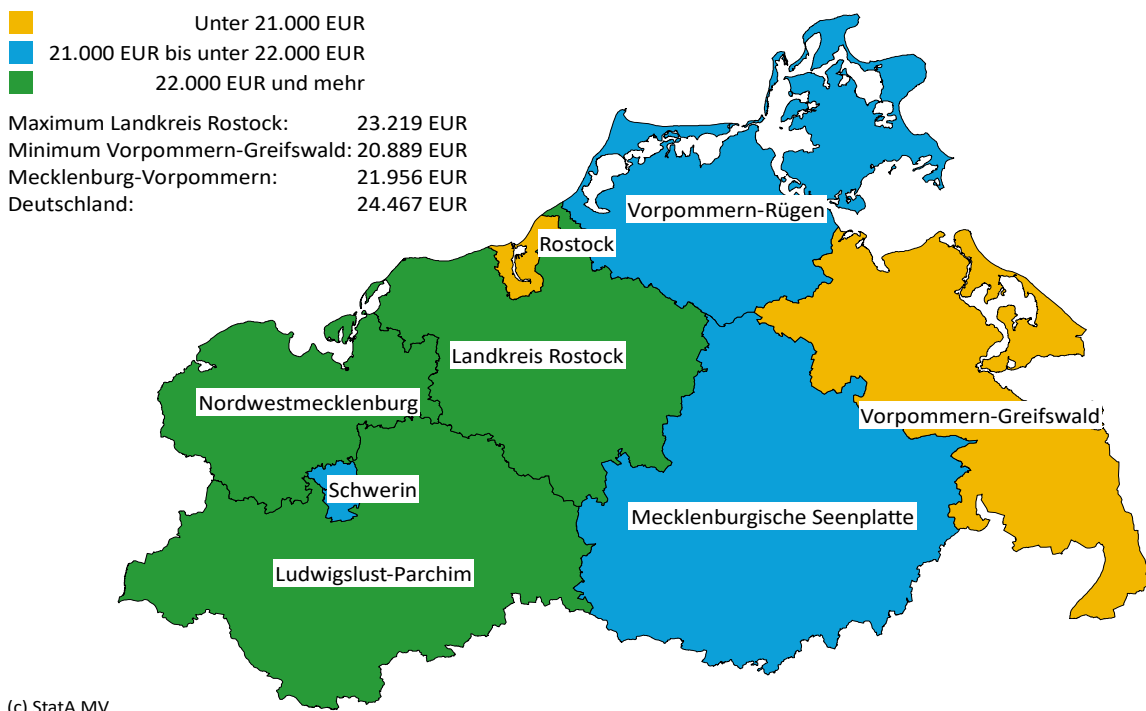 Unter 21.000 EUR
21.000 EUR bis unter 22.000 EUR
22.000 EUR und mehr
Maximum Landkreis Rostock: 23.219 EUR
Minimum Vorpommern-Greifswald: 20.889 EUR
Mecklenburg-Vorpommern: 21.956 EUR
Deutschland: 24.467 EUR
Vorpommern-Rügen
Rostock
Landkreis Rostock
Nordwestmecklenburg
Vorpommern-Greifswald
Schwerin
Mecklenburgische Seenplatte
Ludwigslust-Parchim
(c) StatA MV